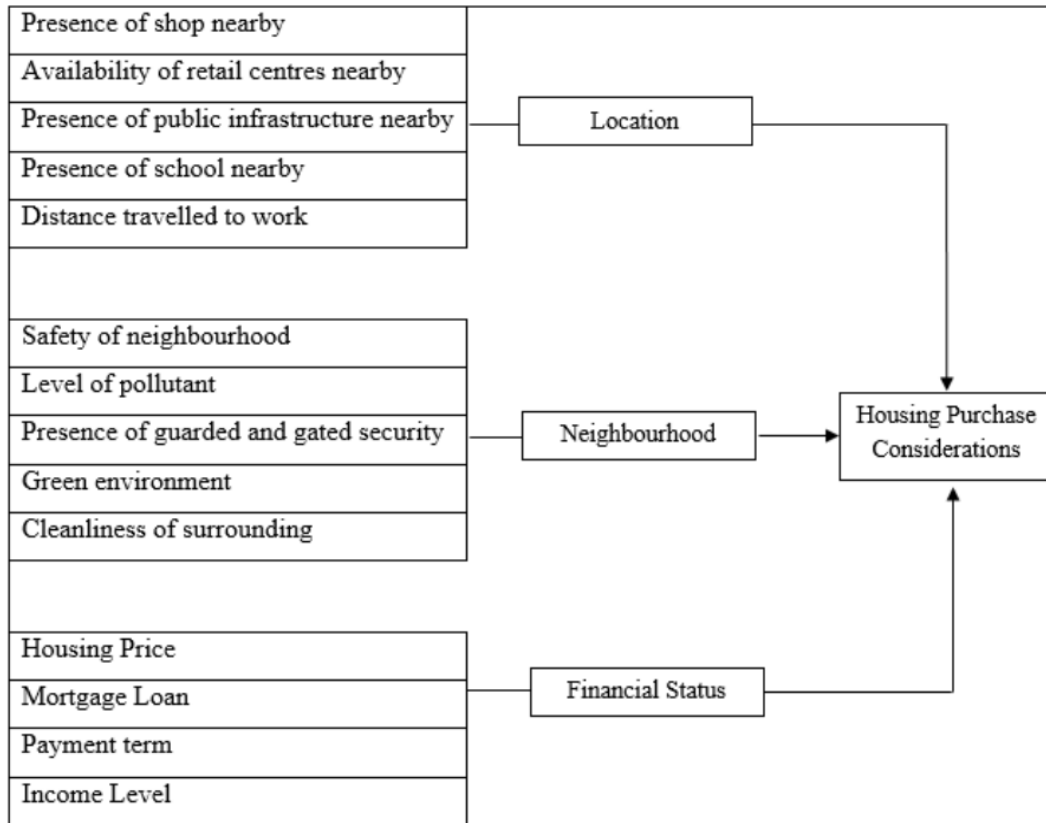 Presence of shop nearby
Availability of retail centres nearby
Presence of public infrastructure nearby
Presence of school nearby
Distance travelled to work
Location
Safety of neighbourhood
Level of pollutant
Presence of guarded and gated security
Green environment
Cleanliness of surrounding
Neighbourhood
Housing Purchase
Considerations
Housing Price
Mortgage Loan
Payment term
Income Level
Financial Status